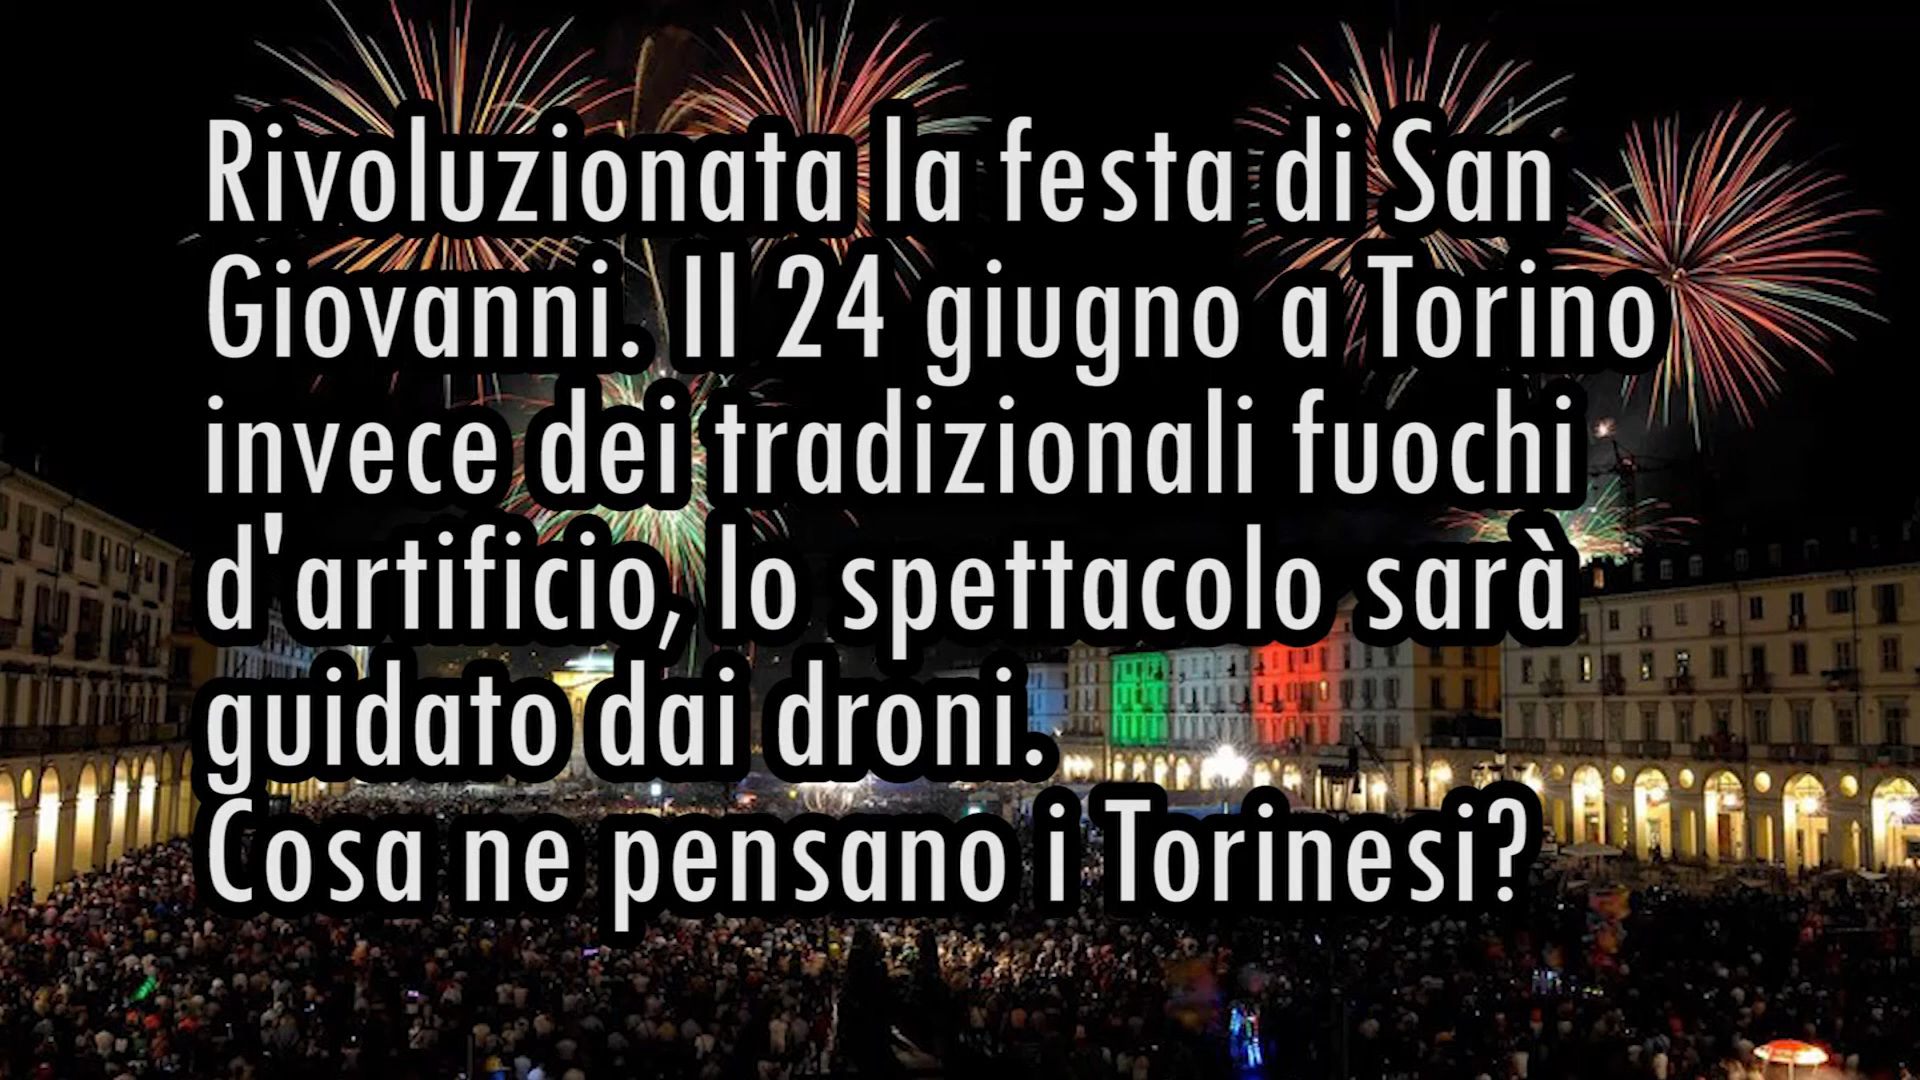 Rivoluzionata la festa di San
Giovanni. Il 24 giugno a Torino
invece dei tradizionali fuochi
d'artificio, lo spettacolo sarà
guidato dai droni.
Cosa ne pensano i Torinesi?